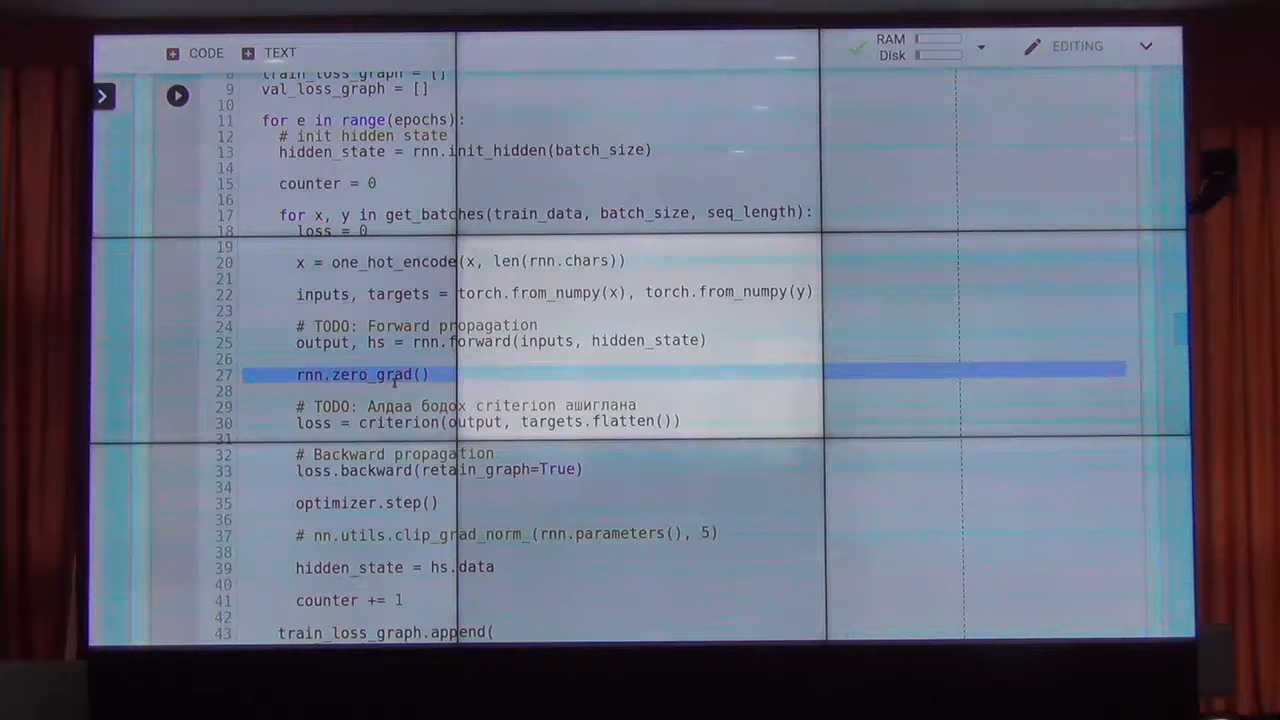 CODE TEXT RAM Disk EDITING
8 train_loss_graph = []
9 val_loss_graph = []
10
11 for e in range(epochs):
12 # init hidden state
13 hidden_state = rnn.init_hidden(batch_size)
14
15 counter = 0
16
17 for x, y in get_batches(train_data, batch_size, seq_length):
18 loss = 0
19
20 x = one_hot_encode(x, len(rnn.chars))
21
22 inputs, targets = torch.from_numpy(x), torch.from_numpy(y)
23
24 # TODO: Forward propagation
25 output, hs = rnn.forward(inputs, hidden_state)
26
27 rnn.zero_grad()
28
29 # TODO: Алдаа бодох criterion ашиглана
30 loss = criterion(output, targets.flatten())
31
32 # Backward propagation
33 loss.backward(retain_graph=True)
34
35 optimizer.step()
36
37 # nn.utils.clip_grad_norm_(rnn.parameters(), 5)
38
39 hidden_state = hs.data
40
41 counter += 1
42
43 train_loss_graph.append(